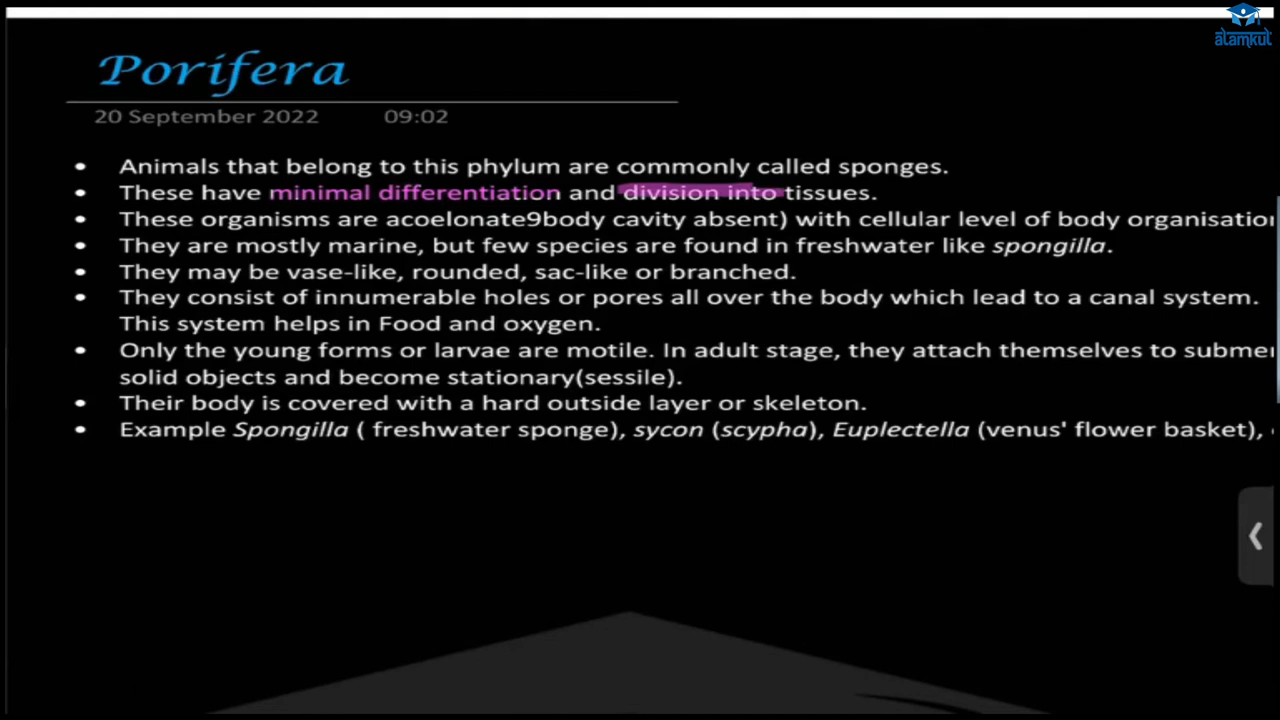 alamkul
Porifera
20 September 2022 09:02
• Animals that belong to this phylum are commonly called sponges.
• These have minimal differentiation and division into tissues.
• These organisms are acoelonate9body cavity absent) with cellular level of body organisation
• They are mostly marine, but few species are found in freshwater like spongilla.
• They may be vase-like, rounded, sac-like or branched.
• They consist of innumerable holes or pores all over the body which lead to a canal system.
This system helps in Food and oxygen.
• Only the young forms or larvae are motile. In adult stage, they attach themselves to
solid objects and become stationary(sessile).
• Their body is covered with a hard outside layer or skeleton.
• Example Spongilla ( freshwater sponge), sycon (scypha), Euplectella (venus' flower basket),